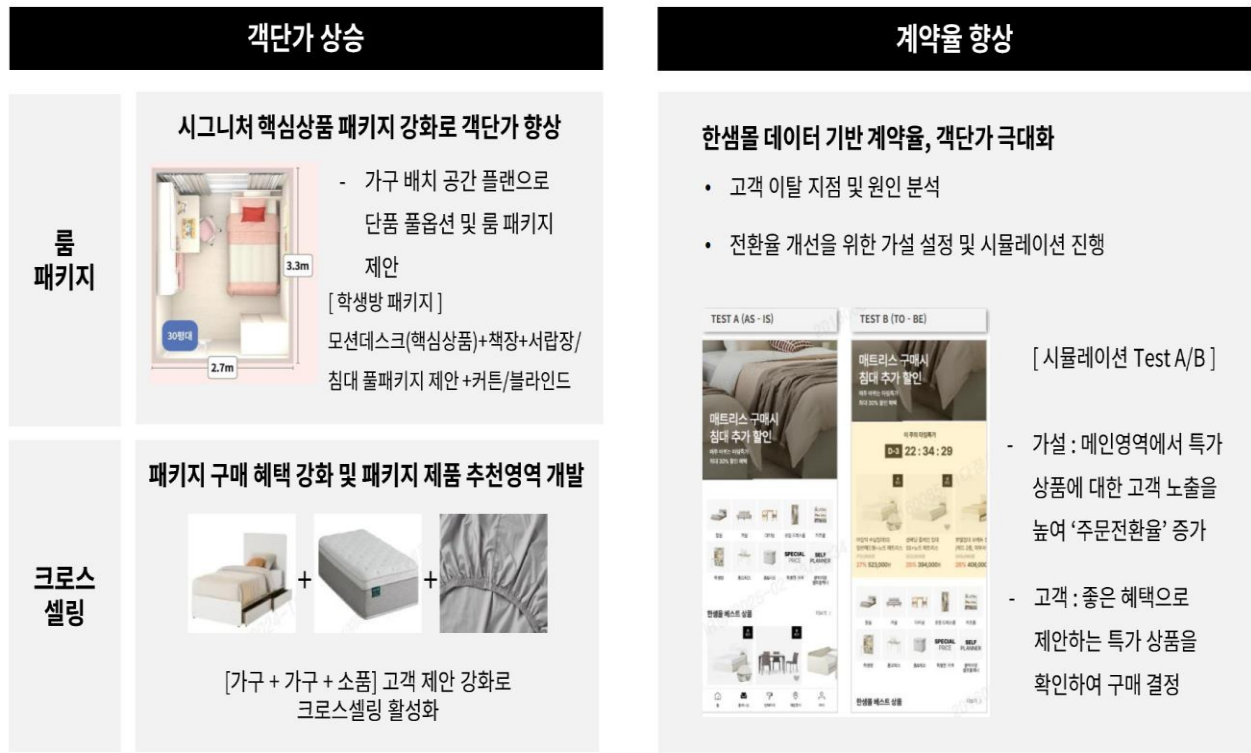 객단가 상승
룸
패키지
시그니처 핵심상품 패키지 강화로 객단가 향상
30평대
3.3m
2.7m
- 가구 배치 공간 플랜으로
단품 풀옵션 및 룸 패키지
제안
[ 학생방 패키지 ]
모션데스크(핵심상품)+책장+서랍장/
침대 풀패키지 제안 +커튼/블라인드
크로스
셀링
패키지 구매 혜택 강화 및 패키지 제품 추천영역 개발
+
+
[가구 + 가구 + 소품] 고객 제안 강화로
크로스셀링 활성화
계약율 향상
한샘몰 데이터 기반 계약율, 객단가 극대화
• 고객 이탈 지점 및 원인 분석
• 전환율 개선을 위한 가설 설정 및 시뮬레이션 진행
TEST A (AS - IS)
매트리스 구매시
침대 추가 할인
SPECIAL
PRICE
SELF
PLANNER
한샘몰 베스트 상품
TEST B (TO - BE)
매트리스 구매시
침대 추가 할인
D-3 22 : 34 : 29
27% 523,000
26% 394,000
SPECIAL
PRICE
SELF
PLANNER
한샘몰 베스트 상품
[ 시뮬레이션 Test A/B ]
- 가설 : 메인영역에서 특가
상품에 대한 고객 노출을
높여 ‘주문전환율’ 증가
- 고객 : 좋은 혜택으로
제안하는 특가 상품을
확인하여 구매 결정